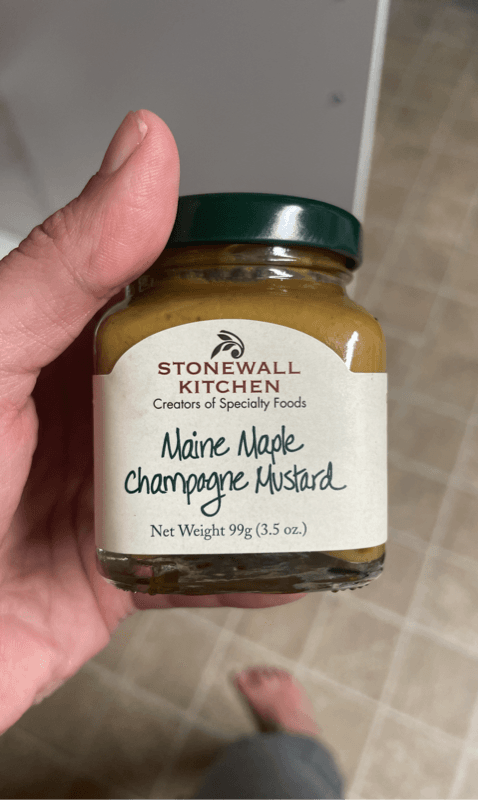 STONEWALL
KITCHEN
Creators of Specialty Foods
Maine Maple
Champagne Mustard
Net Weight 99g (3.5 oz.)